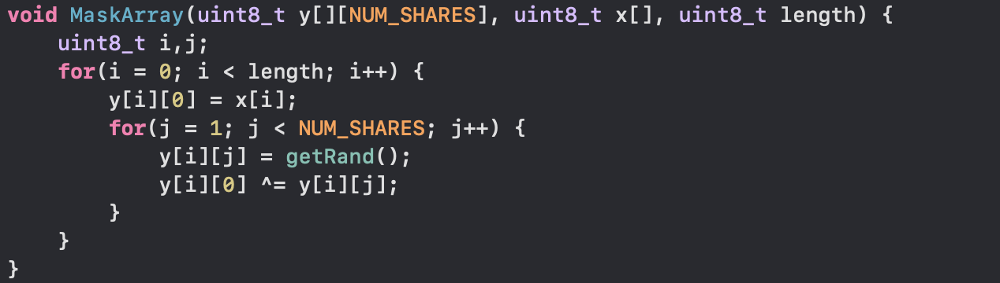 void MaskArray(uint8_t y[][NUM_SHARES], uint8_t x[], uint8_t length) {
    uint8_t i,j;
    for(i = 0; i < length; i++) {
        y[i][0] = x[i];
        for(j = 1; j < NUM_SHARES; j++) {
            y[i][j] = getRand();
            y[i][0] ^= y[i][j];
        }
    }
}